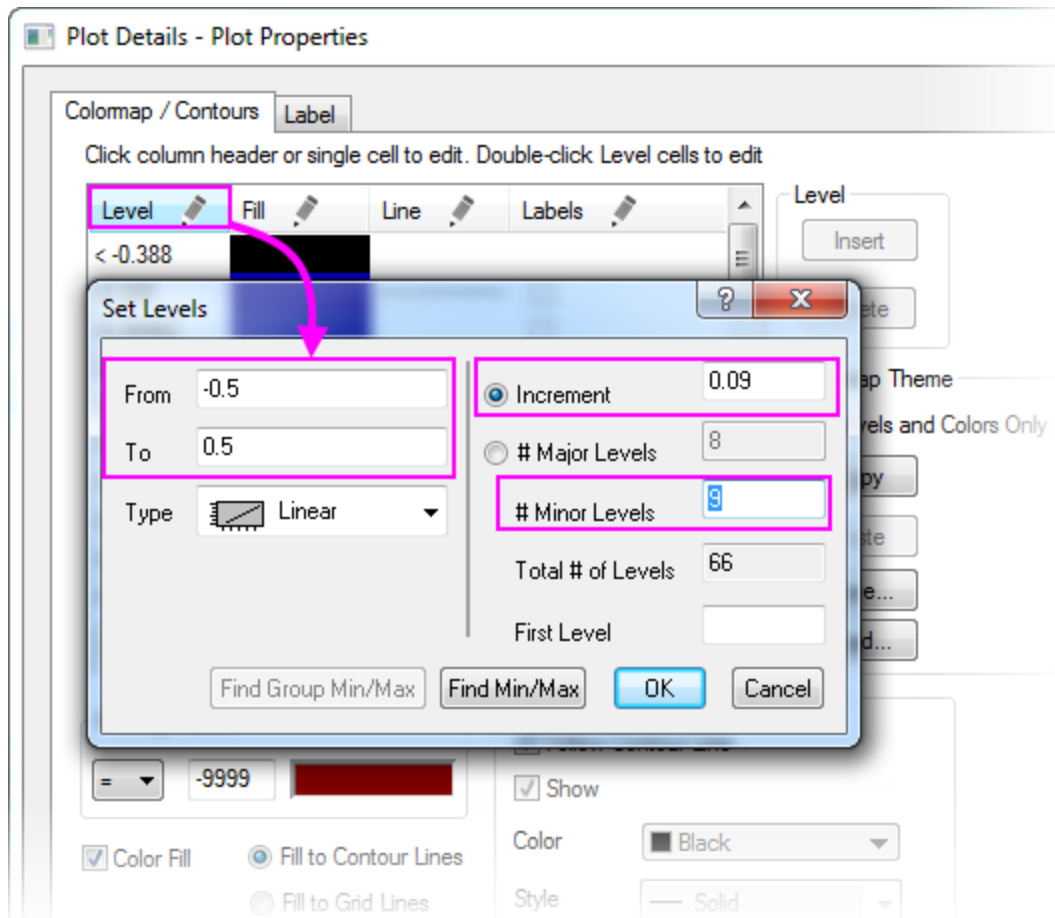 Plot Details - Plot Properties
Colormap / Contours
Label
Click column header or single cell to edit. Double-click Level cells to edit
Level
Fill
Line
Labels
< -0.388
Level
Insert
Set Levels
?
x
From
-0.5
To
0.5
Type
Linear
Increment
0.09
# Major Levels
8
# Minor Levels
9
Total # of Levels
66
First Level
Find Group Min/Max
Find Min/Max
OK
Cancel
Theme
and Colors Only
=
-9999
Show
Color Fill
Fill to Contour Lines
Fill to Grid Lines
Color
Black
Style
Solid